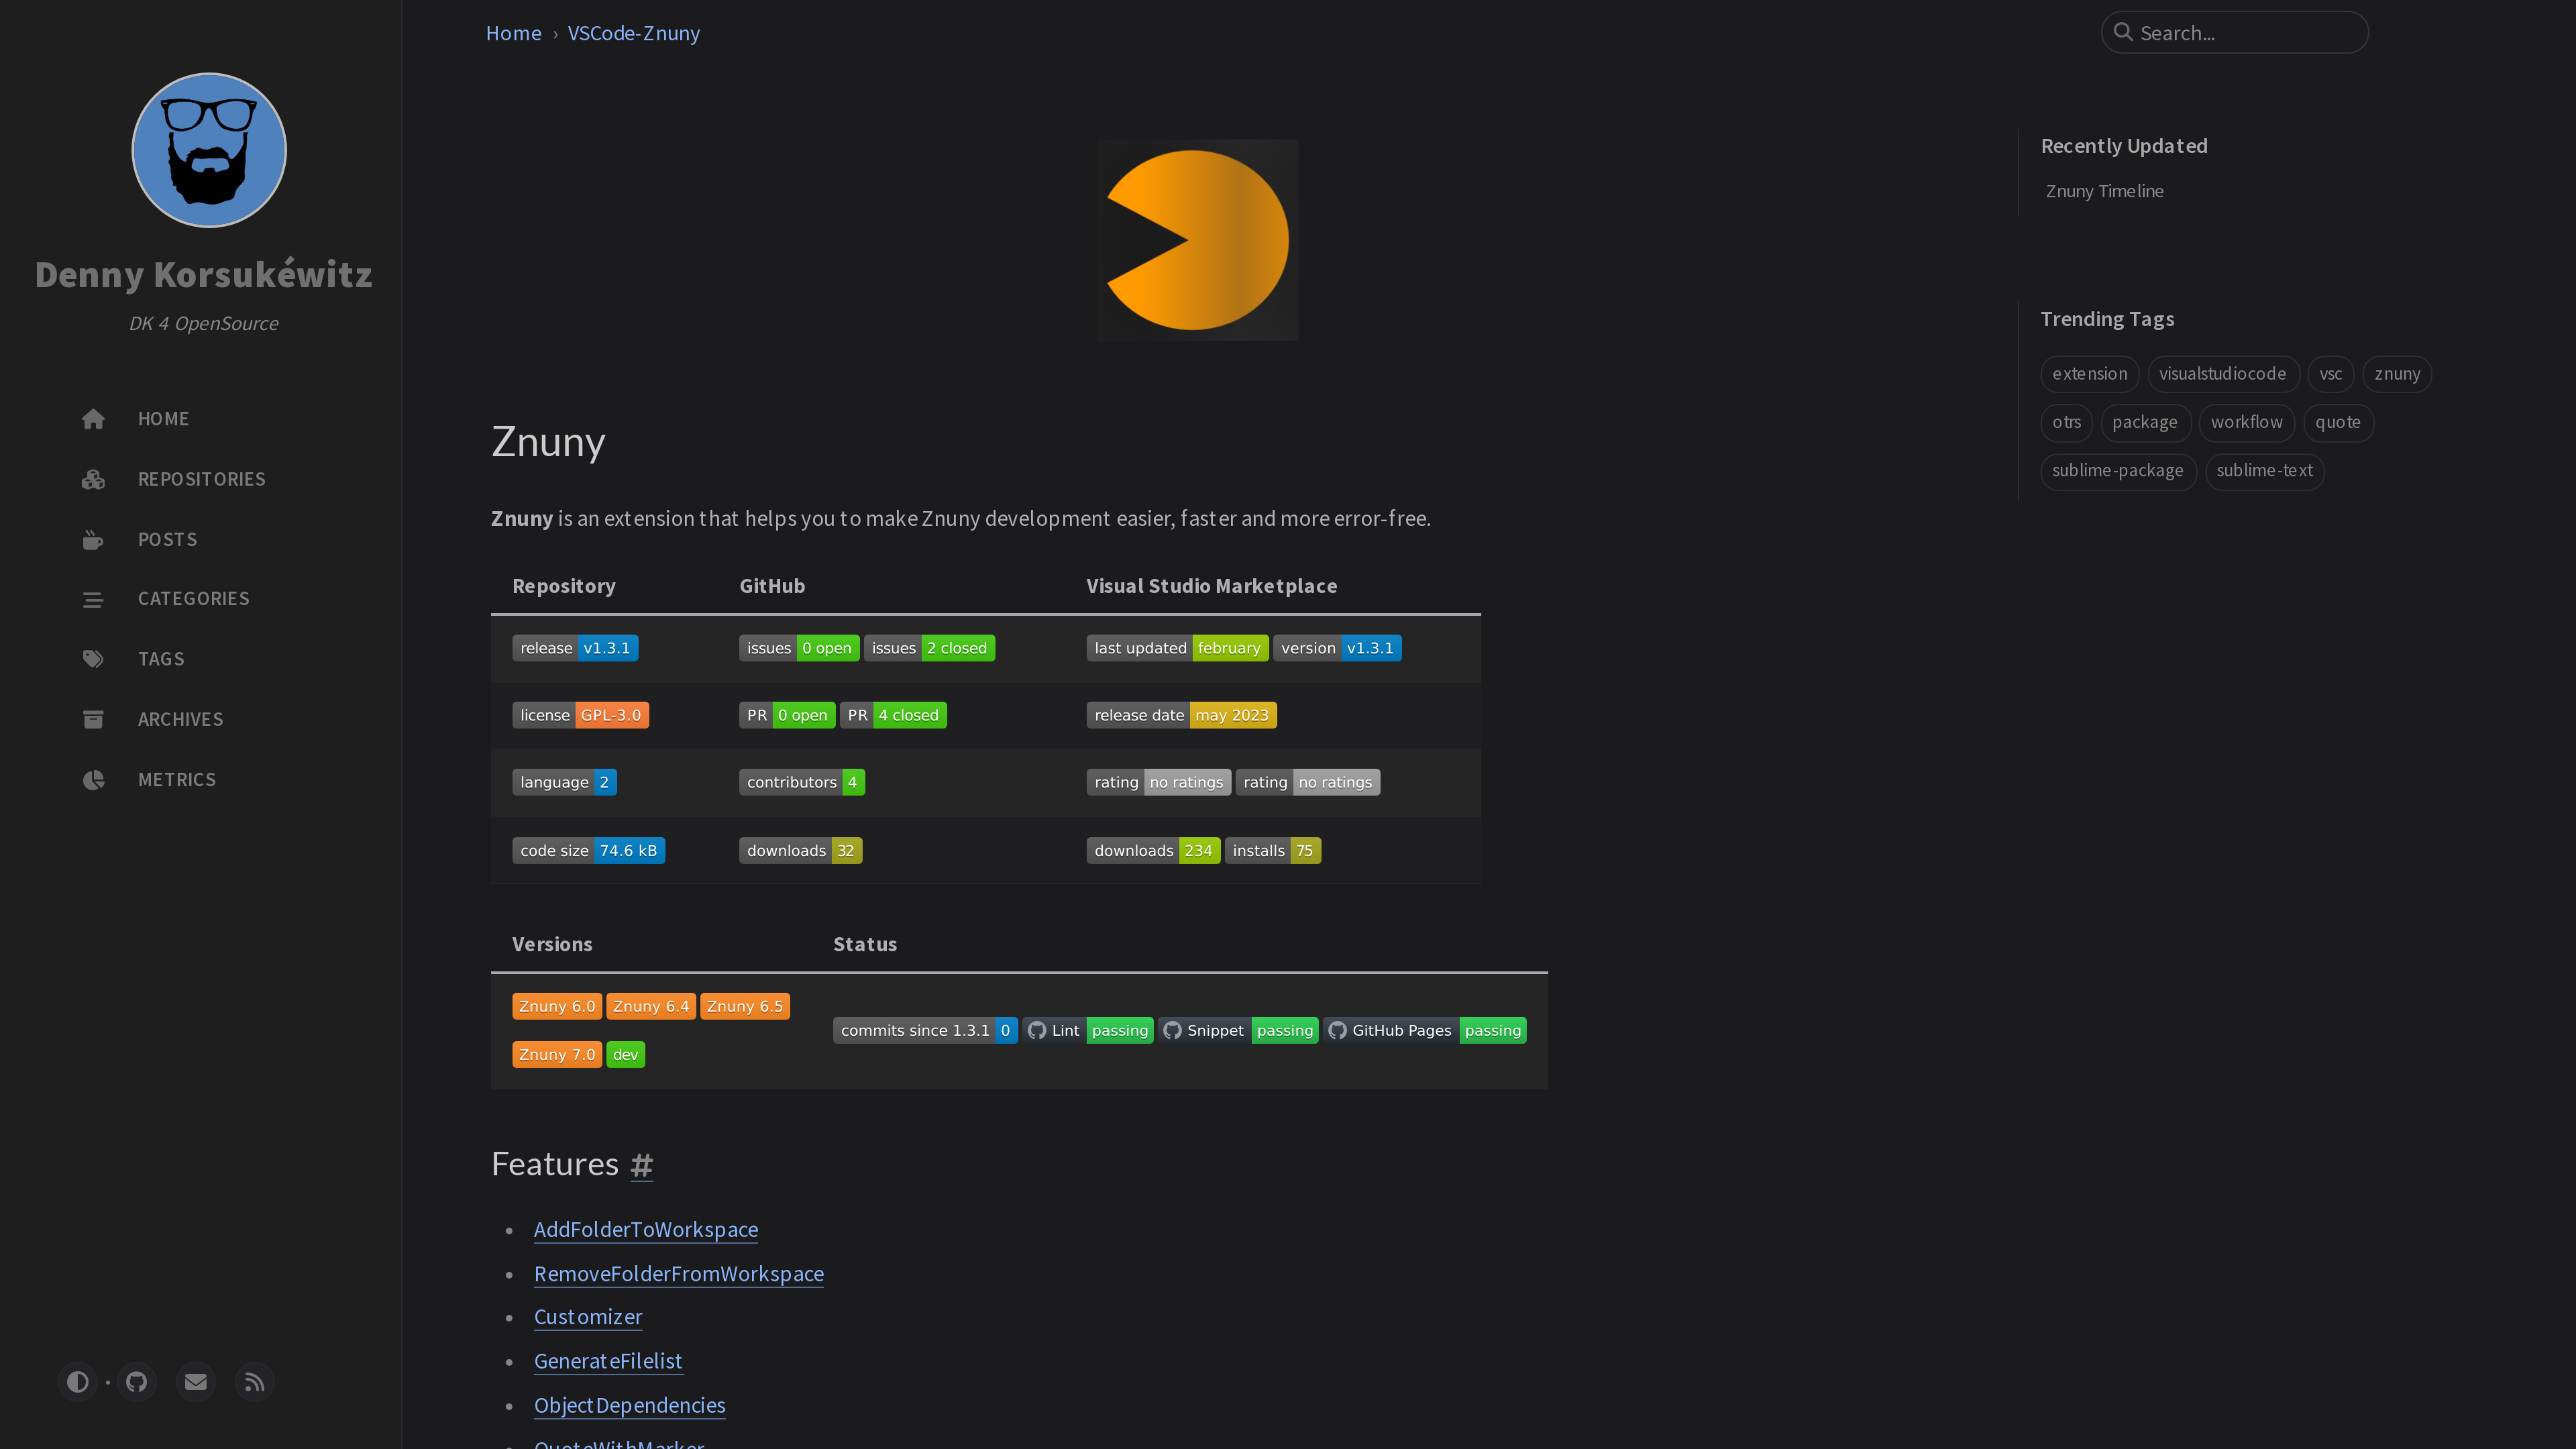 Home › VSCode-Znuny
Search...
Denny Korsukéwitz
DK 4 OpenSource
HOME
REPOSITORIES
POSTS
CATEGORIES
TAGS
ARCHIVES
METRICS
Znuny
Znuny is an extension that helps you to make Znuny development easier, faster and more error-free.
Repository GitHub Visual Studio Marketplace
release v1.3.1 issues 0 open issues 2 closed last updated february version v1.3.1
license GPL-3.0 PR 0 open PR 4 closed release date may 2023
language 2 contributors 4 rating no ratings rating no ratings
code size 74.6 kB downloads 32 downloads 234 installs 75
Versions Status
Znuny 6.0 Znuny 6.4 Znuny 6.5
commits since 1.3.1 0 Lint passing Snippet passing GitHub Pages passing
Znuny 7.0 dev
Features #
AddFolderToWorkspace
RemoveFolderFromWorkspace
Customizer
GenerateFilelist
ObjectDependencies
QuoteWithMarker
Recently Updated
Znuny Timeline
Trending Tags
extension visualstudiocode vsc znuny
otrs package workflow quote
sublime-package sublime-text